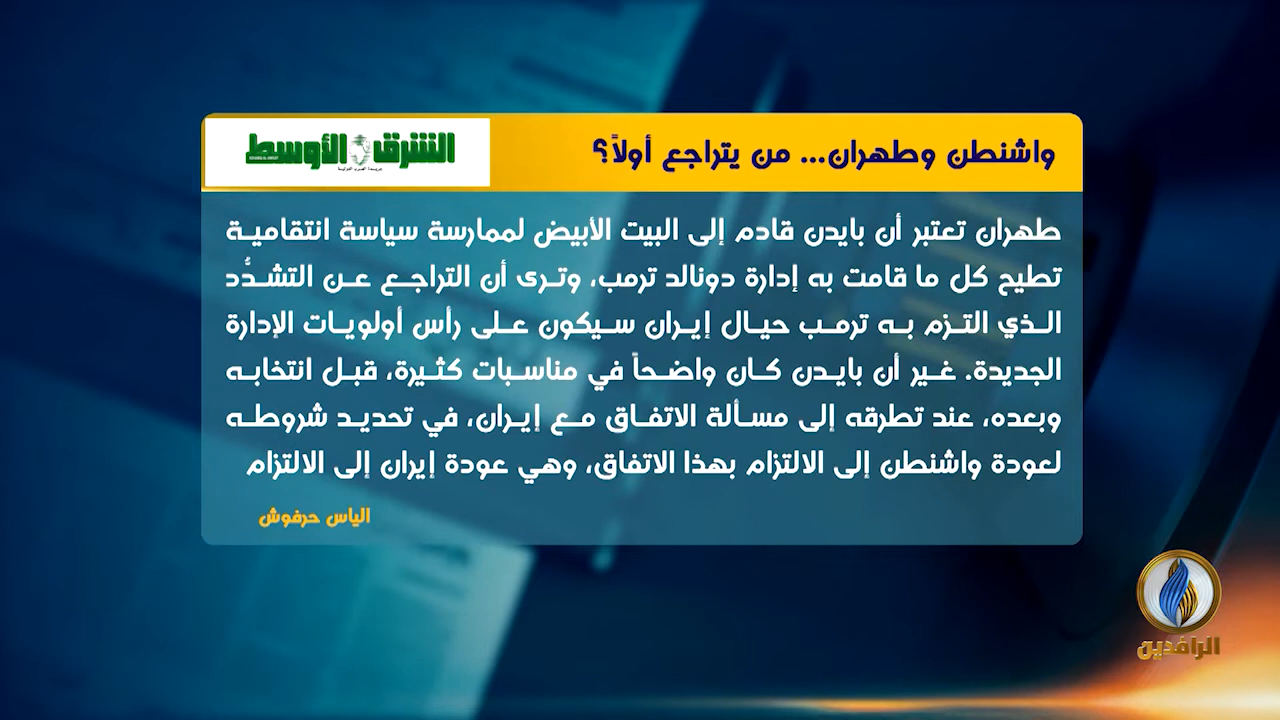 واشنطن وطهران... من يتراجع أولاً؟
الشرق الأوسط
جريدة العرب الدولية
طهران تعتبر أن بايدن قادم إلى البيت الأبيض لممارسة سياسة انتقامية
تطيح كل ما قامت به إدارة دونالد ترمب، وترى أن التراجع عن التشدُّد
الذي التزم به ترمب حيال إيران سيكون على رأس أولويات الإدارة
الجديدة. غير أن بايدن كان واضحاً في مناسبات كثيرة، قبل انتخابه
وبعده، عند تطرقه إلى مسألة الاتفاق مع إيران، في تحديد شروطه
لعودة واشنطن إلى الالتزام بهذا الاتفاق، وهي عودة إيران إلى الالتزام
الياس حرفوش
الرافدين